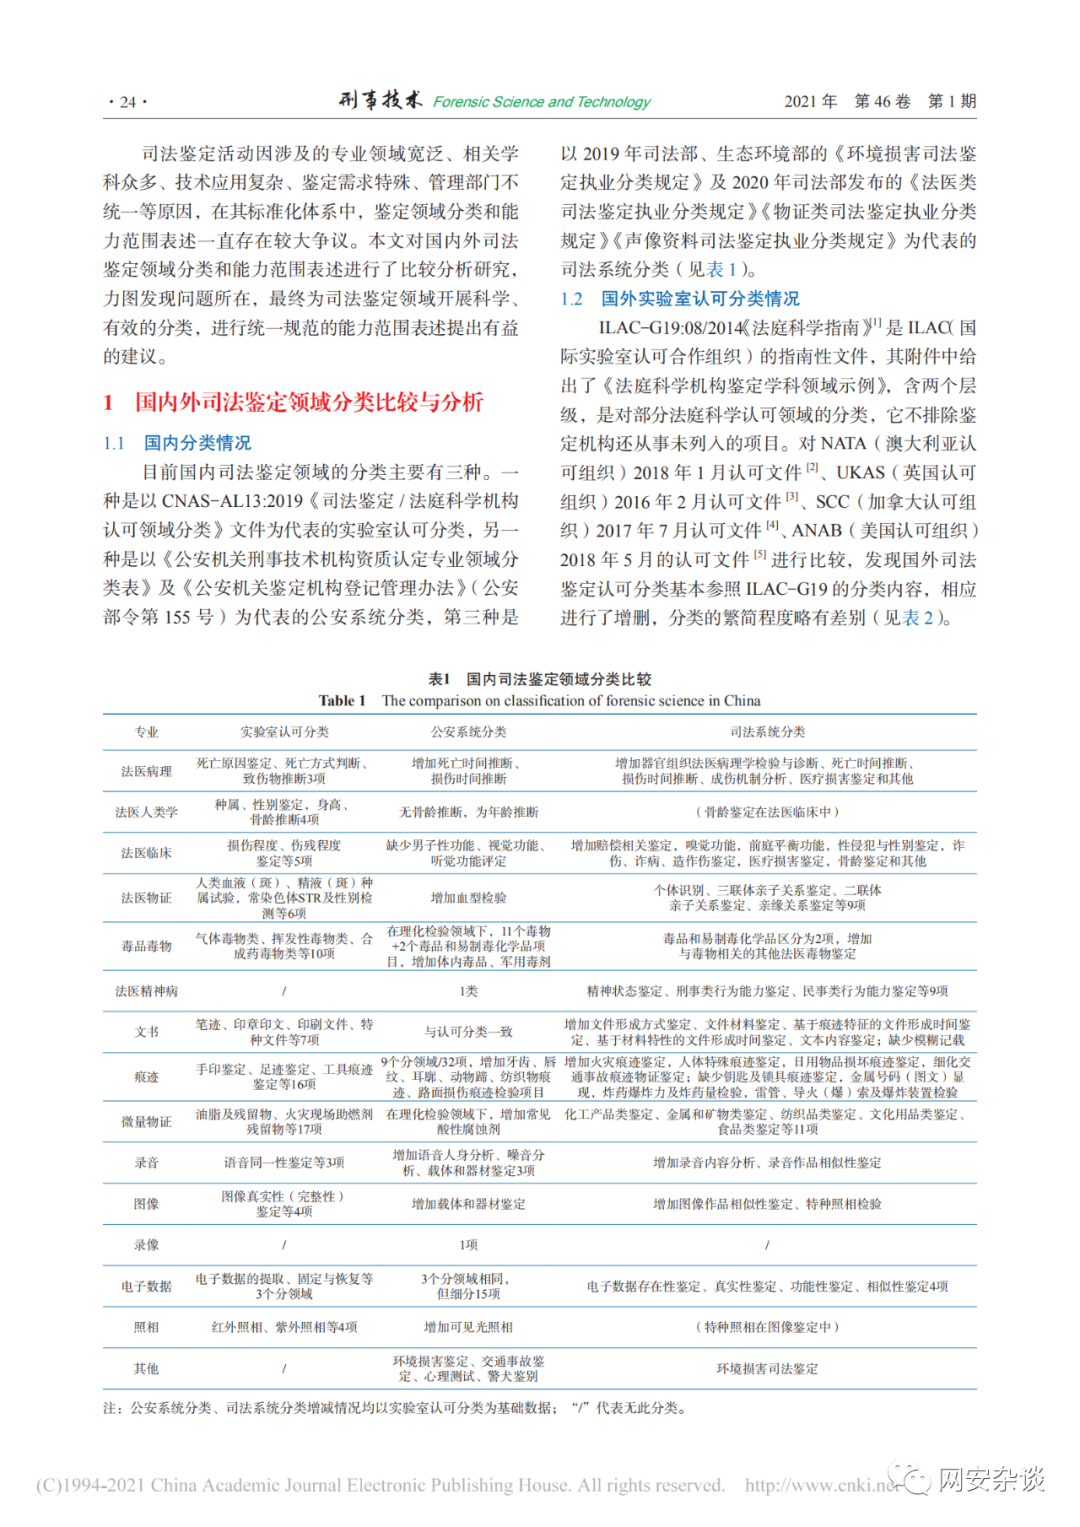 · 24 ·
刑事技术 Forensic Science and Technology
2021 年 第 46 卷 第 1 期
司法鉴定活动因涉及的专业领域宽泛、相关学
科众多、技术应用复杂、鉴定需求特殊、管理部门不
统一等原因，在其标准化体系中，鉴定领域分类和能
力范围表述一直存在较大争议。本文对国内外司法
鉴定领域分类和能力范围表述进行了比较分析研究，
力图发现问题所在，最终为司法鉴定领域开展科学、
有效的分类，进行统一规范的能力范围表述提出有益
的建议。
1 国内外司法鉴定领域分类比较与分析
1.1 国内分类情况
目前国内司法鉴定领域的分类主要有三种。一
种是以 CNAS-AL13:2019《司法鉴定 / 法庭科学机构
认可领域分类》文件为代表的实验室认可分类，另一
种是以《公安机关刑事技术机构资质认定专业领域分
类表》及《公安机关鉴定机构登记管理办法》（公安
部令第 155 号）为代表的公安系统分类，第三种是
以 2019 年司法部、生态环境部的《环境损害司法鉴
定执业分类规定》及 2020 年司法部发布的《法医类
司法鉴定执业分类规定》《物证类司法鉴定执业分类
规定》《声像资料司法鉴定执业分类规定》为代表的
司法系统分类（见表 1）。
1.2 国外实验室认可分类情况
ILAC-G19:08/2014《法庭科学指南》[1] 是 ILAC（国
际实验室认可合作组织）的指南性文件，其附件中给
出了《法庭科学机构鉴定学科领域示例》，含两个层
级，是对部分法庭科学认可领域的分类，它不排除鉴
定机构还从事未列入的项目。对 NATA（澳大利亚认
可组织）2018 年 1 月认可文件 [2]、UKAS（英国认可
组织）2016 年 2 月认可文件 [3]、SCC（加拿大认可组
织）2017 年 7 月认可文件 [4]、ANAB（美国认可组织）
2018 年 5 月的认可文件 [5] 进行比较，发现国外司法
鉴定认可分类基本参照 ILAC-G19 的分类内容，相应
进行了增删，分类的繁简程度略有差别（见表 2）。
表1 国内司法鉴定领域分类比较
Table 1 The comparison on classification of forensic science in China
专业 实验室认可分类 公安系统分类 司法系统分类
法医病理
死亡原因鉴定、死亡方式判断、
致伤物推断3项
增加死亡时间推断、
损伤时间推断
增加器官组织法医病理学检验与诊断、死亡时间推断、
损伤时间推断、成伤机制分析、医疗损害鉴定和其他
法医人类学
种属、性别鉴定，身高、
骨龄推断4项
无骨龄推断，为年龄推断
（骨龄鉴定在法医临床中）
法医临床
损伤程度、伤残程度
鉴定等5项
缺少男子性功能、视觉功能、
听觉功能评定
增加赔偿相关鉴定，嗅觉功能，前庭平衡功能，性侵犯与性别鉴定，诈
伤、诈病、造作伤鉴定，医疗损害鉴定，骨龄鉴定和其他
法医物证
人类血液（斑）、精液（斑）种
属试验，常染色体STR及性别检
测等6项
增加血型检验
个体识别、三联体亲子关系鉴定、二联体
亲子关系鉴定、亲缘关系鉴定等9项
毒品毒物
气体毒物类、挥发性毒物类、合
成药毒物类等10项
在理化检验领域下，11个毒物
+2个毒品和易制毒化学品项
目，增加体内毒品、军用毒剂
毒品和易制毒化学品区分为2项，增加
与毒物相关的其他法医毒物鉴定
法医精神病
/
1类
精神状态鉴定、刑事类行为能力鉴定、民事类行为能力鉴定等9项
文书
笔迹、印章印文、印刷文件、特
种文件等7项
与认可分类一致
增加文件形成方式鉴定、文件材料鉴定、基于痕迹特征的文件形成时间鉴
定、基于材料特性的文件形成时间鉴定、文本内容鉴定；缺少模糊记载
痕迹
手印鉴定、足迹鉴定、工具痕迹
鉴定等16项
9个分领域/32项，增加牙齿、唇
纹、耳廓、动物蹄、纺织物痕
迹、路面损伤痕迹检验项目
增加火灾痕迹鉴定，人体特殊痕迹鉴定，日用物品损坏痕迹鉴定，细化交
通事故痕迹物证鉴定；缺少钥匙及锁具痕迹鉴定，金属号码（图文）显
现，炸药爆炸力及炸药量检验，雷管、导火（爆）索及爆炸装置检验
微量物证
油脂及残留物、火灾现场助燃剂
残留物等17项
在理化检验领域下，增加常见
酸性腐蚀剂
化工产品类鉴定、金属和矿物类鉴定、纺织品类鉴定、文化用品类鉴定、
食品类鉴定等11项
录音
语音同一性鉴定等3项
增加语音人身分析、噪音分
析、载体和器材鉴定3项
增加录音内容分析、录音作品相似性鉴定
图像
图像真实性（完整性）
鉴定等4项
增加载体和器材鉴定
增加图像作品相似性鉴定、特种照相检验
录像
/
1项
/
电子数据
电子数据的提取、固定与恢复等
3个分领域
3个分领域相同，
但细分15项
电子数据存在性鉴定、真实性鉴定、功能性鉴定、相似性鉴定4项
照相
红外照相、紫外照相等4项
增加可见光照相
（特种照相在图像鉴定中）
其他
/
环境损害鉴定、交通事故鉴
定、心理测试、警犬鉴别
环境损害司法鉴定
注：公安系统分类、司法系统分类增减情况均以实验室认可分类为基础数据；“/”代表无此分类。
(C)1994-2021 China Academic Journal Electronic Publishing House. All rights reserved. http://www.cnki.ne
网安杂谈